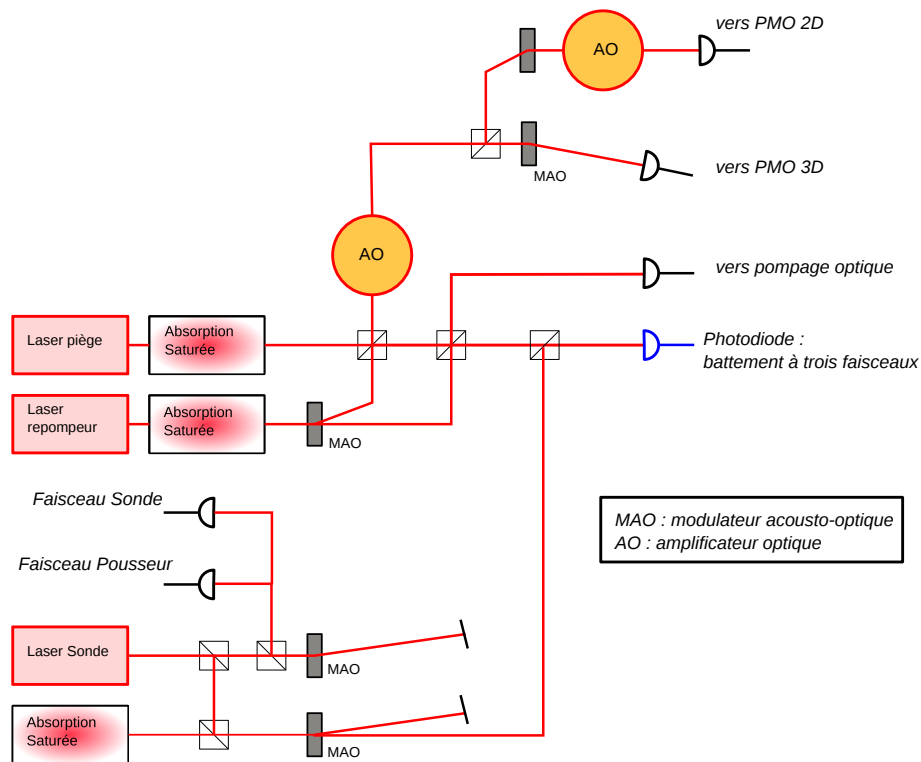 vers PMO 2D
AO
MAO
vers PMO 3D
AO
vers pompage optique
Laser piège
Absorption
Saturée
Photodiode :
battement à trois faisceaux
Laser
repompeur
Absorption
Saturée
MAO
Faisceau Sonde
MAO : modulateur acousto-optique
AO : amplificateur optique
Faisceau Pousseur
Laser Sonde
MAO
Absorption
Saturée
MAO